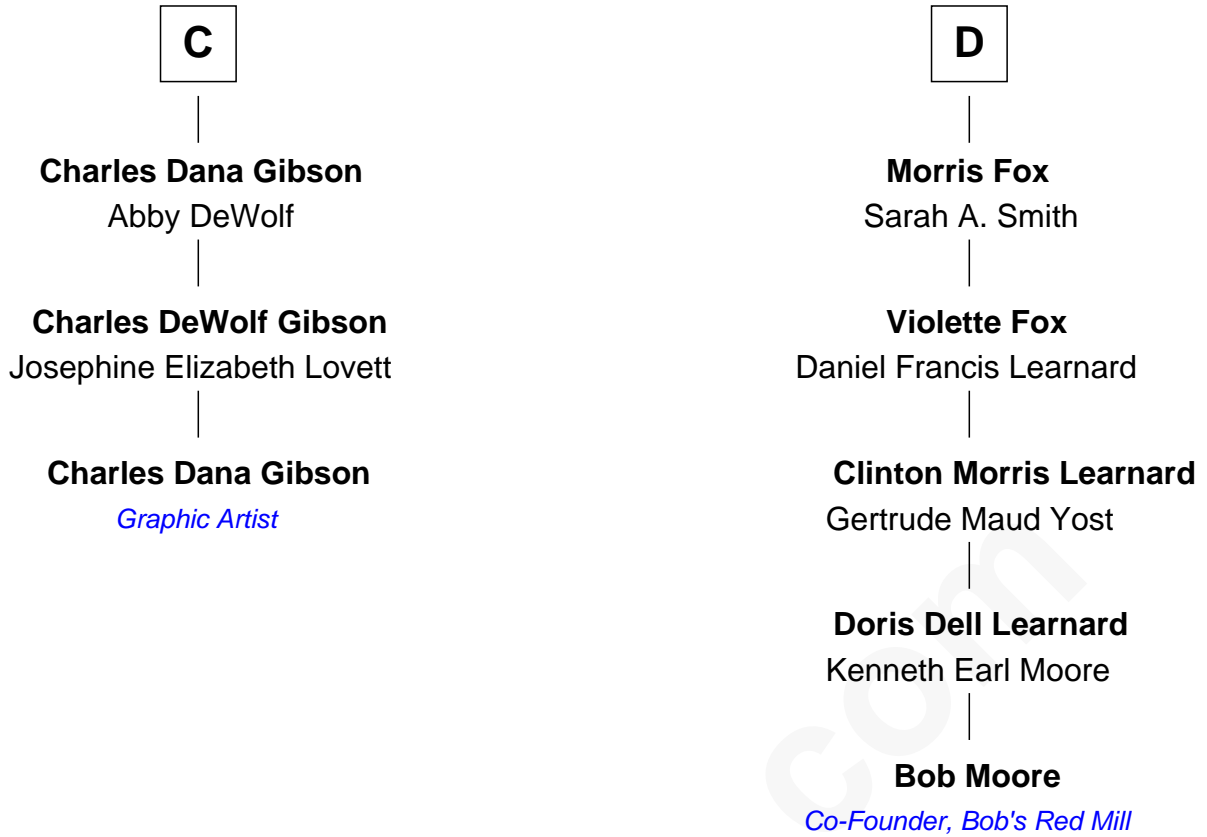 C
Charles Dana Gibson
Abby DeWolf
Charles DeWolf Gibson
Josephine Elizabeth Lovett
Charles Dana Gibson
Graphic Artist
D
Morris Fox
Sarah A. Smith
Violette Fox
Daniel Francis Learnard
Clinton Morris Learnard
Gertrude Maud Yost
Doris Dell Learnard
Kenneth Earl Moore
Bob Moore
Co-Founder, Bob's Red Mill
com